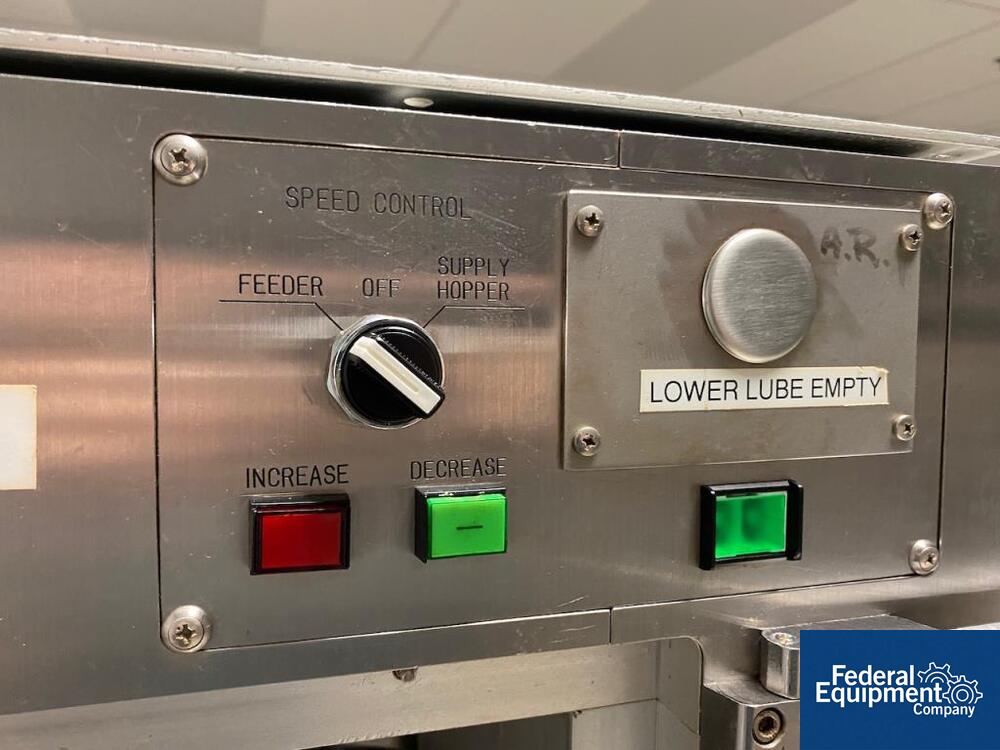 SPEED CONTROL
FEEDER
OFF
SUPPLY
HOPPER
INCREASE
DECREASE
A.R.
LOWER LUBE EMPTY
Federal
Equipment
Company